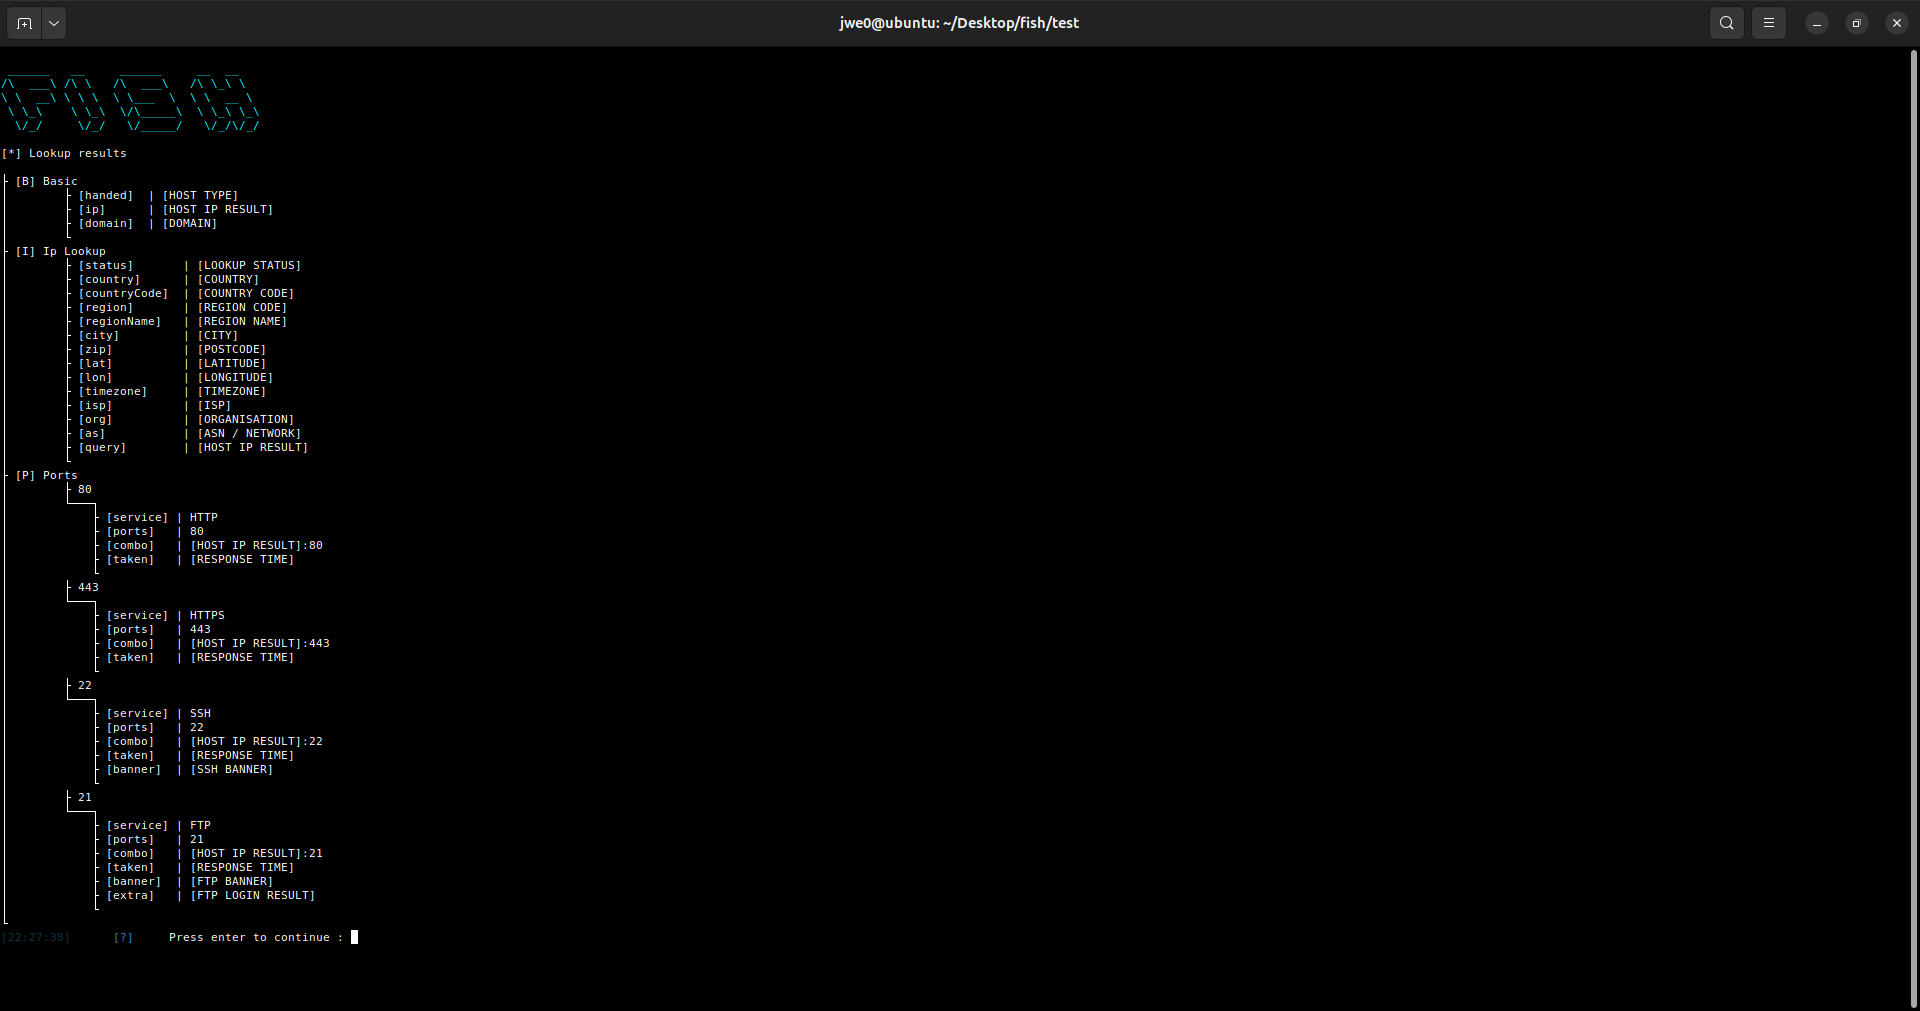 jwe0@ubuntu: ~/Desktop/fish/test
FISH
[*] Lookup results
[B] Basic
[handed] | [HOST TYPE]
[ip] | [HOST IP RESULT]
[domain] | [DOMAIN]
[I] Ip Lookup
[status] | [LOOKUP STATUS]
[country] | [COUNTRY]
[countryCode] | [COUNTRY CODE]
[region] | [REGION CODE]
[regionName] | [REGION NAME]
[city] | [CITY]
[zip] | [POSTCODE]
[lat] | [LATITUDE]
[lon] | [LONGITUDE]
[timezone] | [TIMEZONE]
[isp] | [ISP]
[org] | [ORGANISATION]
[as] | [ASN / NETWORK]
[query] | [HOST IP RESULT]
[P] Ports
80
[service] | HTTP
[ports] | 80
[combo] | [HOST IP RESULT]:80
[taken] | [RESPONSE TIME]
443
[service] | HTTPS
[ports] | 443
[combo] | [HOST IP RESULT]:443
[taken] | [RESPONSE TIME]
22
[service] | SSH
[ports] | 22
[combo] | [HOST IP RESULT]:22
[taken] | [RESPONSE TIME]
[banner] | [SSH BANNER]
21
[service] | FTP
[ports] | 21
[combo] | [HOST IP RESULT]:21
[taken] | [RESPONSE TIME]
[banner] | [FTP BANNER]
[extra] | [FTP LOGIN RESULT]
[22:27:38] [?] Press enter to continue :